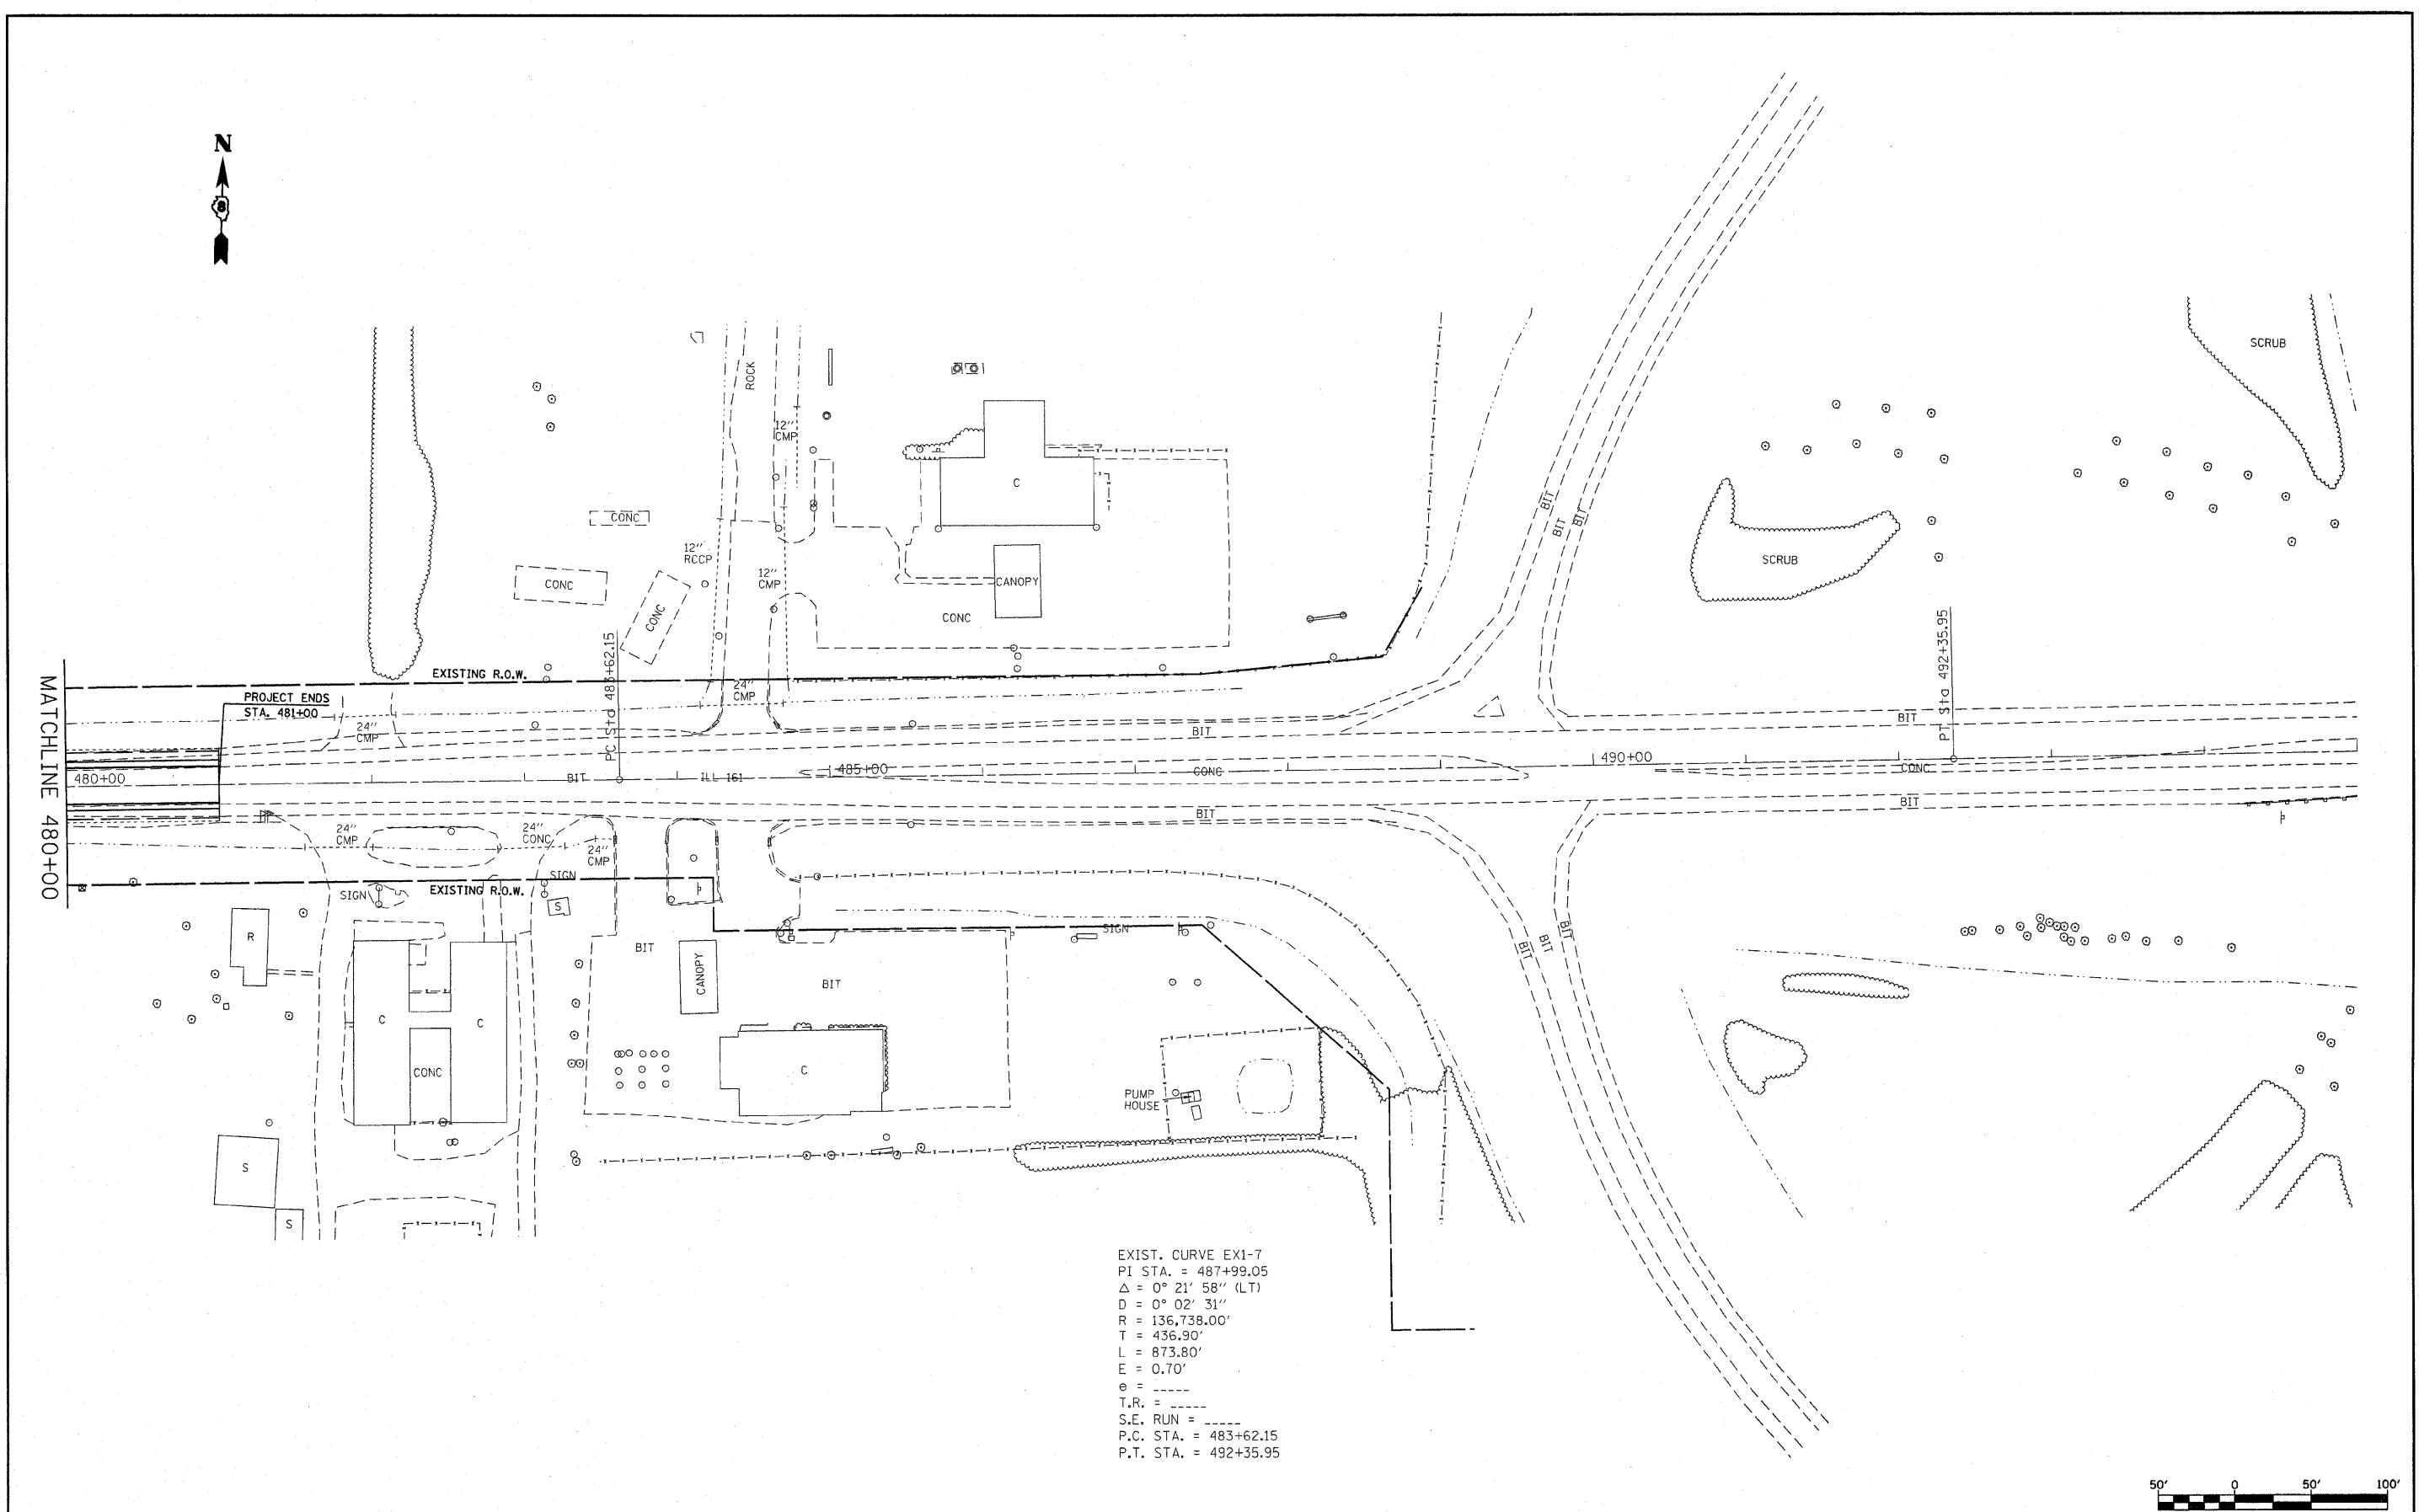 N
SCRUB
ROCK
12'' CMP
C
CONC
12'' RCCP
12'' CMP
CONC
CONC
CANOPY
CONC
SCRUB
BIT
BIT
BIT
PC Sta 483+62.15
PT Sta 492+35.95
EXISTING R.O.W.
24'' CMP
PROJECT ENDS
STA. 481+00
24'' CMP
BIT
BIT
MATCHLINE 480+00
480+00
BIT
ILL 161
485+00
CONC
490+00
CONC
BIT
BIT
24'' CMP
24'' CONC
24'' CMP
SIGN
EXISTING R.O.W.
SIGN
S
R
BIT
CANOPY
BIT
SIGN
BIT
BIT
BIT
C
C
CONC
C
PUMP
HOUSE
S
S
EXIST. CURVE EX1-7
PI STA. = 487+99.05
Δ = 0° 21' 58'' (LT)
D = 0° 02' 31''
R = 136,738.00'
T = 436.90'
L = 873.80'
E = 0.70'
e = _____
T.R. = _____
S.E. RUN = _____
P.C. STA. = 483+62.15
P.T. STA. = 492+35.95
50' 0 50' 100'